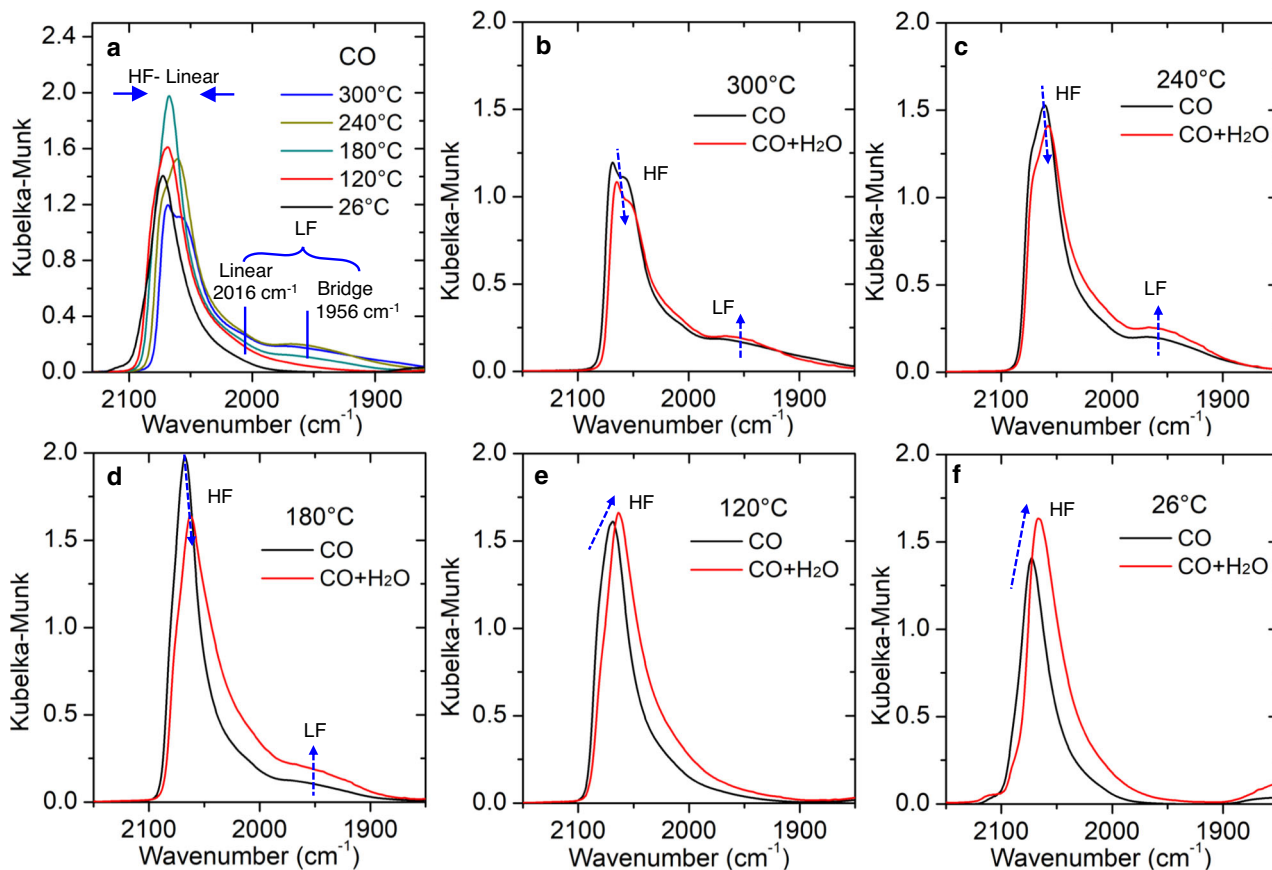 a
CO
HF- Linear
300°C
240°C
180°C
120°C
26°C
LF
Linear
2016 cm-1
Bridge
1956 cm-1
2.4
2.0
1.6
1.2
0.8
0.4
0.0
2100 2000 1900
Wavenumber (cm-1)
Kubelka-Munk
b
300°C
CO
CO+H2O
HF
LF
2.0
1.5
1.0
0.5
0.0
2100 2000 1900
Wavenumber (cm-1)
Kubelka-Munk
c
240°C
CO
CO+H2O
HF
LF
2.0
1.5
1.0
0.5
0.0
2100 2000 1900
Wavenumber (cm-1)
Kubelka-Munk
d
180°C
CO
CO+H2O
HF
LF
2.0
1.5
1.0
0.5
0.0
2100 2000 1900
Wavenumber (cm-1)
Kubelka-Munk
e
120°C
CO
CO+H2O
HF
2.0
1.5
1.0
0.5
0.0
2100 2000 1900
Wavenumber (cm-1)
Kubelka-Munk
f
26°C
CO
CO+H2O
HF
2.0
1.5
1.0
0.5
0.0
2100 2000 1900
Wavenumber (cm-1)
Kubelka-Munk